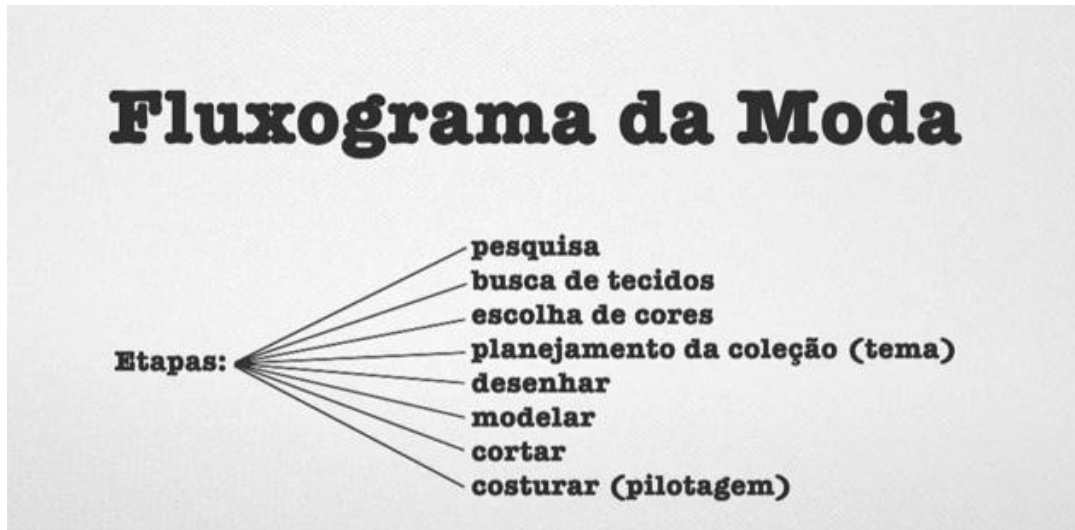 Fluxograma da Moda
pesquisa
busca de tecidos
escolha de cores
Etapas:
planejamento da coleção (tema)
desenhar
modelar
cortar
costurar (pilotagem)